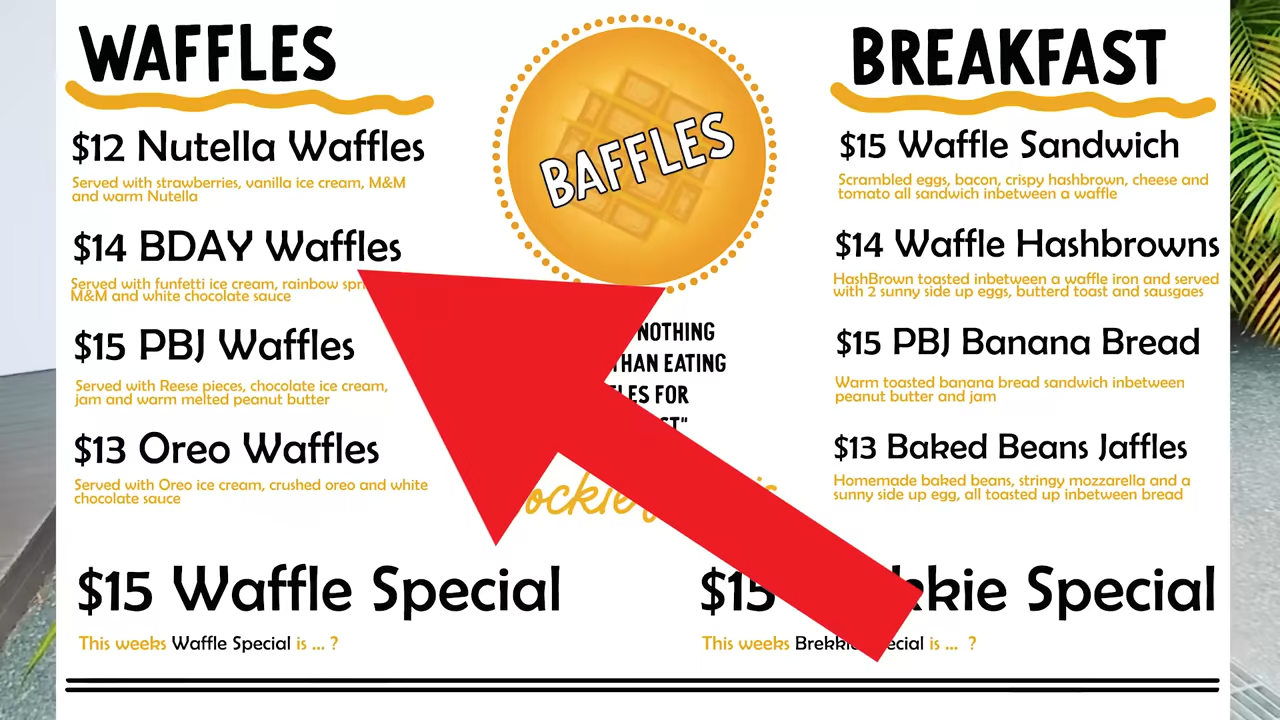 WAFFLES
$12 Nutella Waffles
Served with strawberries, vanilla ice cream, M&M
and warm Nutella
$14 BDAY Waffles
Served with funfetti ice cream, rainbow
M&M and white chocolate sauce
$15 PBJ Waffles
Served with Reese pieces, chocolate ice cream,
jam and warm melted peanut butter
$13 Oreo Waffles
Served with Oreo ice cream, crushed oreo and white
chocolate sauce
$15 Waffle Special
This weeks Waffle Special is ... ?
BAFFLES
NOTHING
THAN EATING
FOR
BREAKFAST
$15 Waffle Sandwich
Scrambled eggs, bacon, crispy hashbrown, cheese and
tomato all sandwich inbetween a waffle
$14 Waffle Hashbrowns
HashBrown toasted inbetween a waffle iron and served
with 2 sunny side up eggs, butterd toast and sausgaes
$15 PBJ Banana Bread
Warm toasted banana bread sandwich inbetween
peanut butter and jam
$13 Baked Beans Jaffles
Homemade baked beans, stringy mozzarella and a
sunny side up egg, all toasted up inbetween bread
$15 Special
This weeks is ... ?